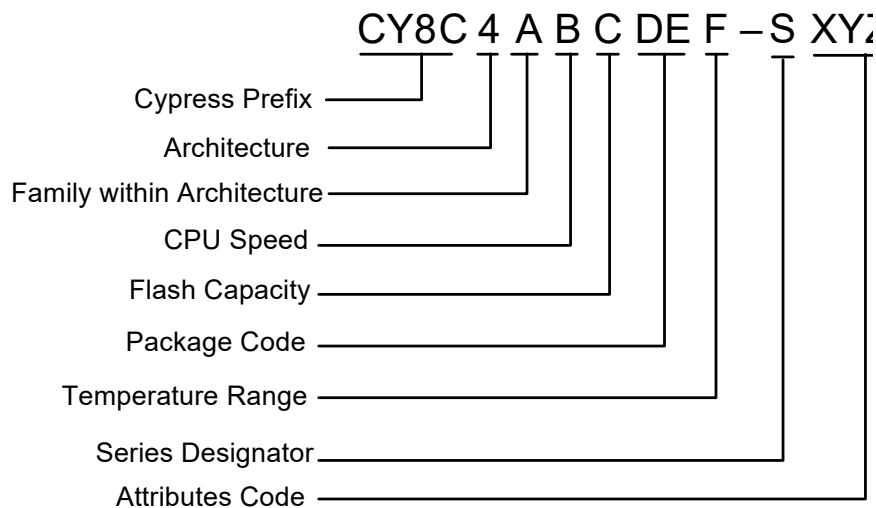 CY8C 4 A B C DE F – S XYZ
Cypress Prefix
Architecture
Family within Architecture
CPU Speed
Flash Capacity
Package Code
Temperature Range
Series Designator
Attributes Code